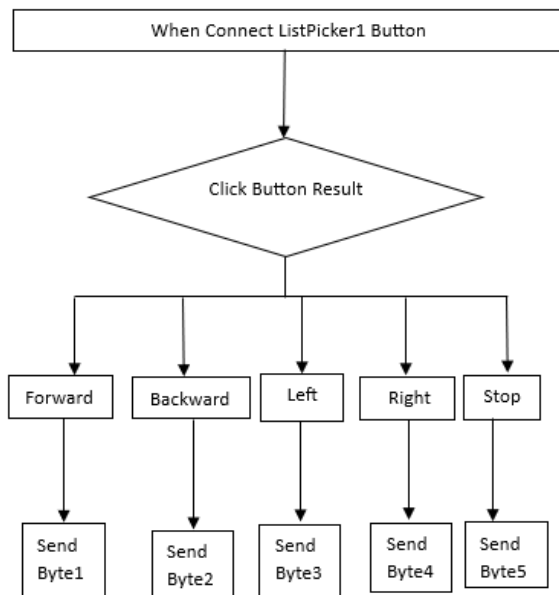 When Connect ListPicker1 Button
Click Button Result
Forward
Backward
Left
Right
Stop
Send
Byte1
Send
Byte2
Send
Byte3
Send
Byte4
Send
Byte5